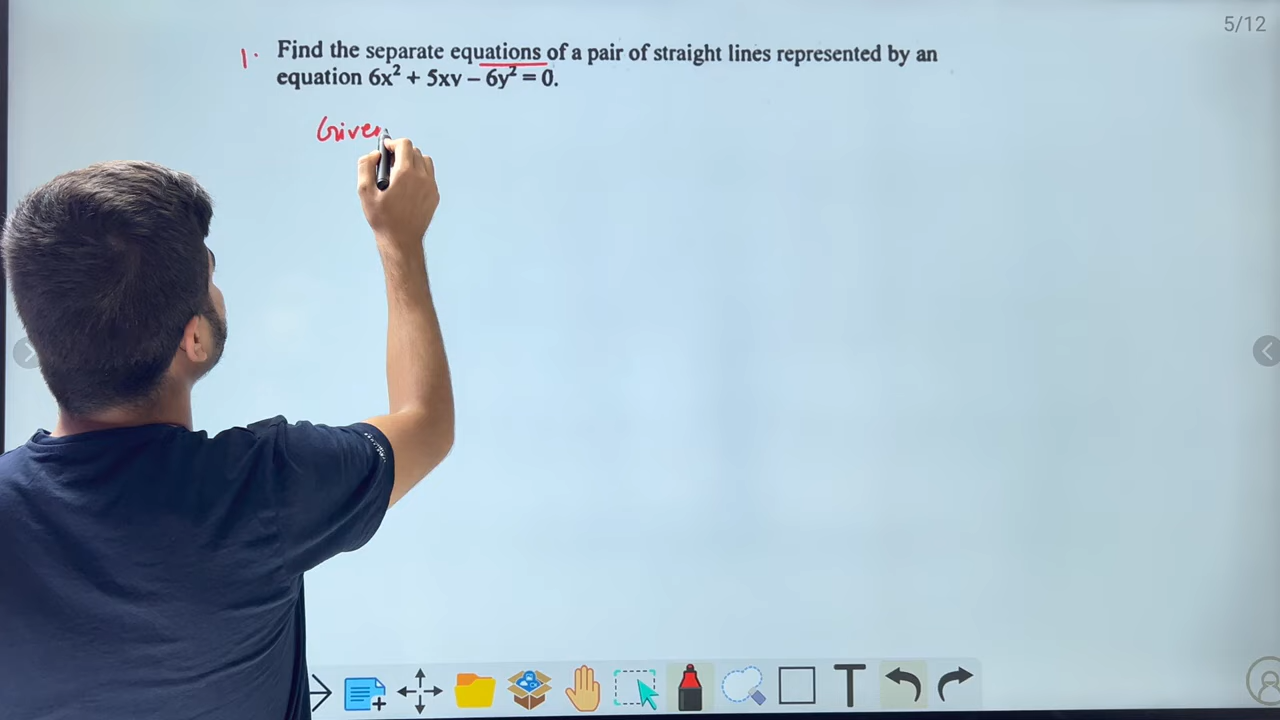 5/12
1. Find the separate equations of a pair of straight lines represented by an
equation 6x² + 5xy – 6y² = 0.
Given
T